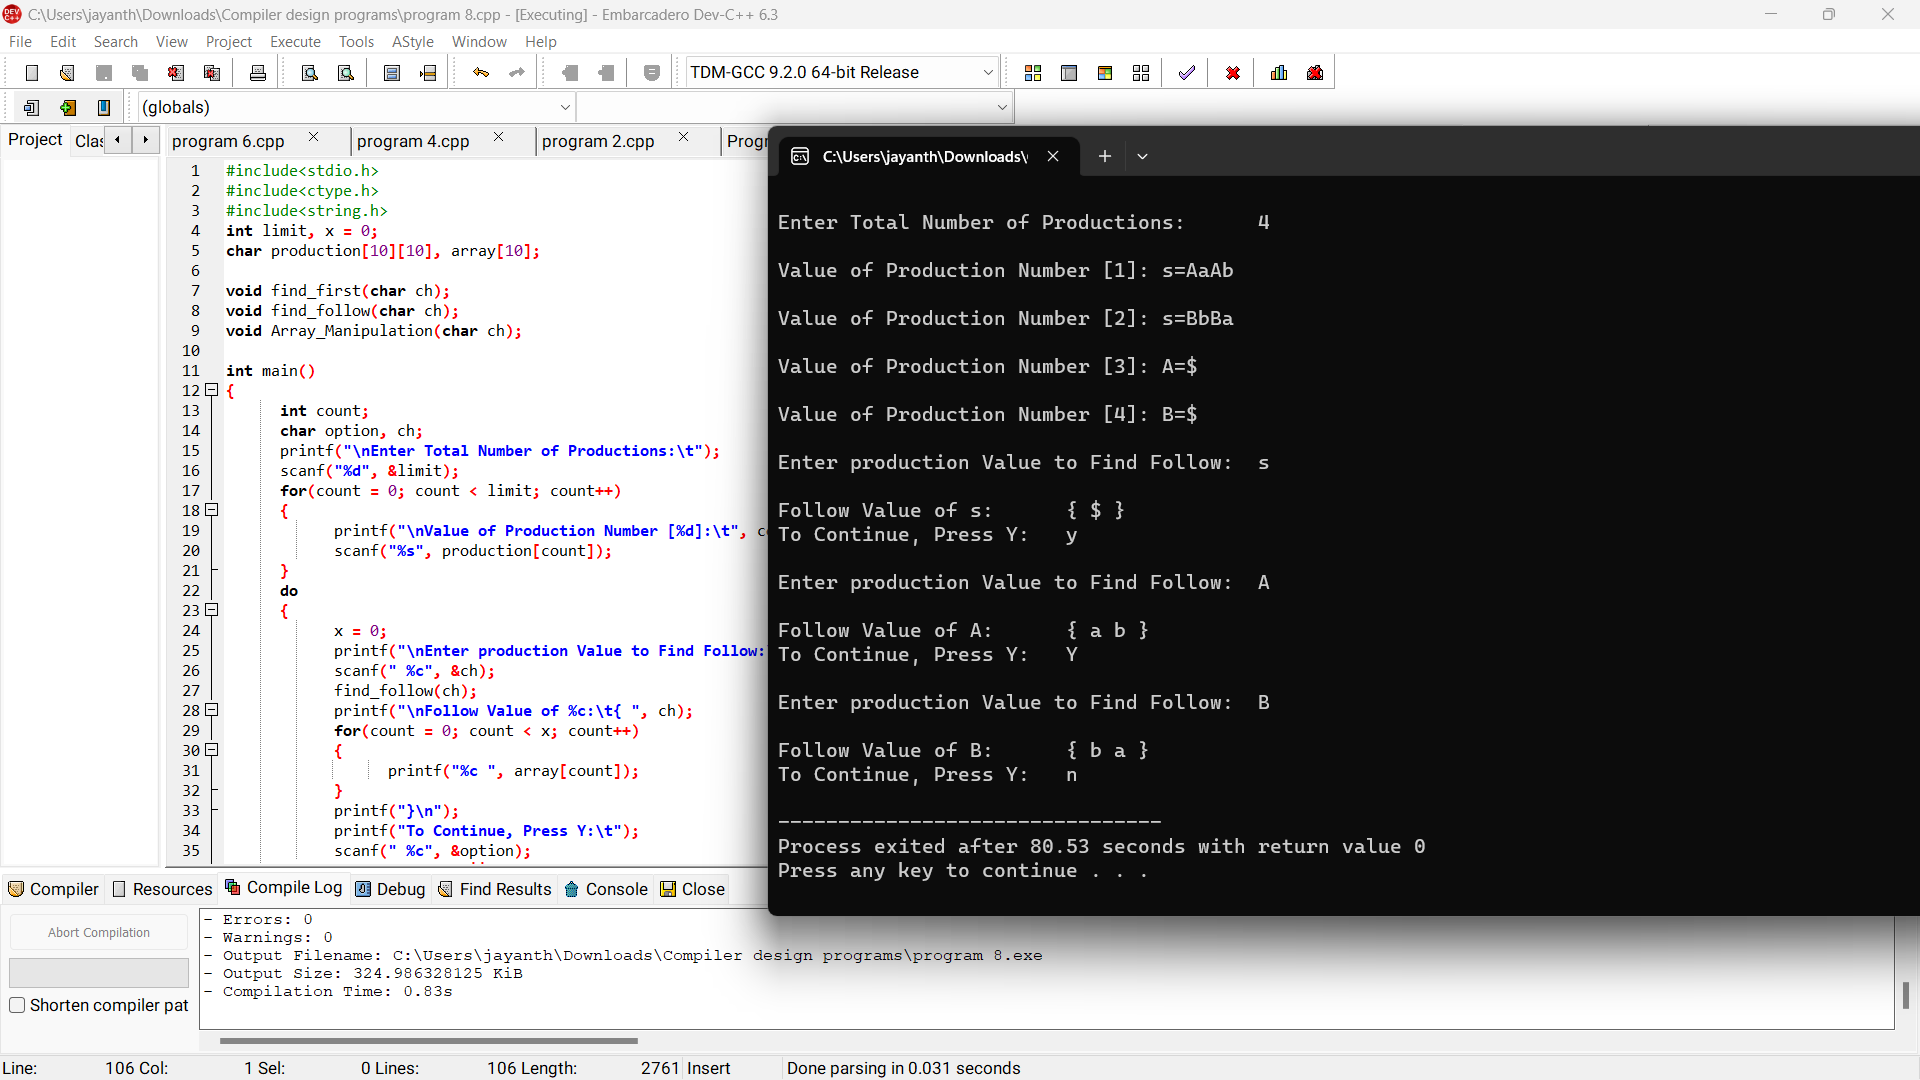 C:\Users\jayanth\Downloads\Compiler design programs\program 8.cpp - [Executing] - Embarcadero Dev-C++ 6.3
File Edit Search View Project Execute Tools AStyle Window Help
TDM-GCC 9.2.0 64-bit Release
(globals)
Project Clas program 6.cpp program 4.cpp program 2.cpp Progr
1 #include<stdio.h>
2 #include<ctype.h>
3 #include<string.h>
4 int limit, x = 0;
5 char production[10][10], array[10];
6
7 void find_first(char ch);
8 void find_follow(char ch);
9 void Array_Manipulation(char ch);
10
11 int main()
12 {
13 int count;
14 char option, ch;
15 printf("\nEnter Total Number of Productions:\t");
16 scanf("%d", &limit);
17 for(count = 0; count < limit; count++)
18 {
19 printf("\nValue of Production Number [%d]:\t", c
20 scanf("%s", production[count]);
21 }
22 do
23 {
24 x = 0;
25 printf("\nEnter production Value to Find Follow:
26 scanf(" %c", &ch);
27 find_follow(ch);
28 printf("\nFollow Value of %c:\t{ ", ch);
29 for(count = 0; count < x; count++)
30 {
31 printf("%c ", array[count]);
32 }
33 printf("}\n");
34 printf("To Continue, Press Y:\t");
35 scanf(" %c", &option);
C:\Users\jayanth\Downloads\
Enter Total Number of Productions: 4
Value of Production Number [1]: s=AaAb
Value of Production Number [2]: s=BbBa
Value of Production Number [3]: A=$
Value of Production Number [4]: B=$
Enter production Value to Find Follow: s
Follow Value of s: { $ }
To Continue, Press Y: y
Enter production Value to Find Follow: A
Follow Value of A: { a b }
To Continue, Press Y: Y
Enter production Value to Find Follow: B
Follow Value of B: { b a }
To Continue, Press Y: n
--------------------------------
Process exited after 80.53 seconds with return value 0
Press any key to continue . . .
Compiler Resources Compile Log Debug Find Results Console Close
Abort Compilation
Shorten compiler pat
- Errors: 0
- Warnings: 0
- Output Filename: C:\Users\jayanth\Downloads\Compiler design programs\program 8.exe
- Output Size: 324.986328125 KiB
- Compilation Time: 0.83s
Line: 106 Col: 1 Sel: 0 Lines: 106 Length: 2761 Insert Done parsing in 0.031 seconds